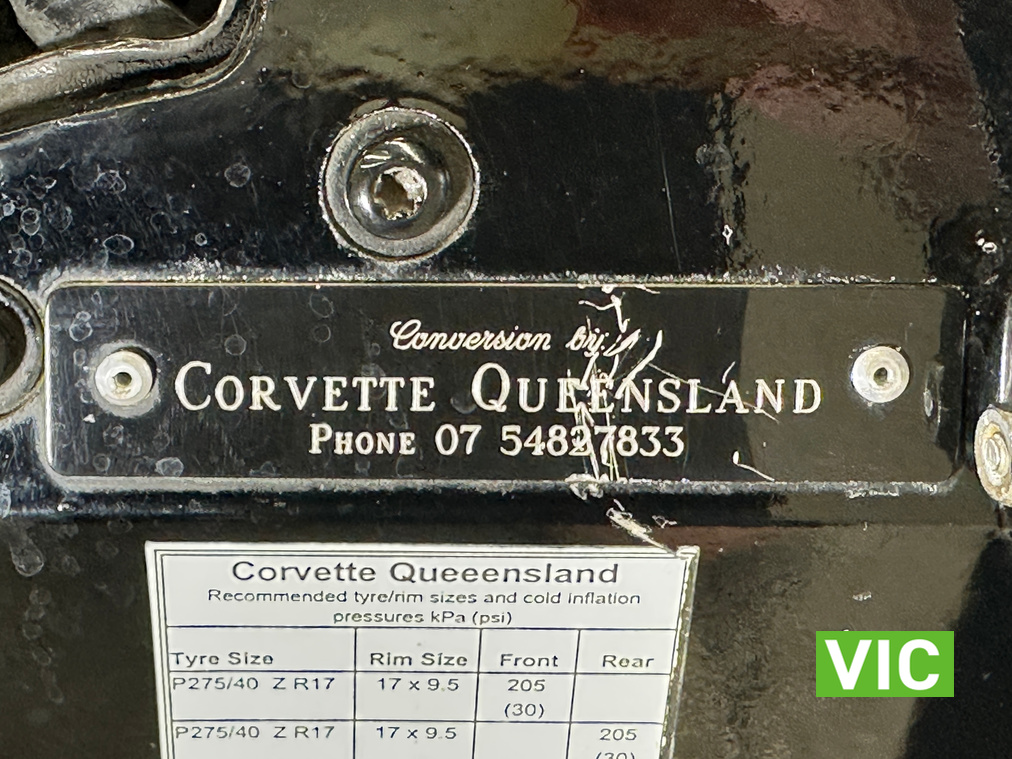 Conversion by
CORVETTE QUEENSLAND
PHONE 07 54827833
Corvette Queeensland
Recommended tyre/rim sizes and cold inflation
pressures kPa (psi)
Tyre Size Rim Size Front Rear
P275/40 Z R17 17 x 9.5 205
(30)
P275/40 Z R17 17 x 9.5 205
(30)
VIC